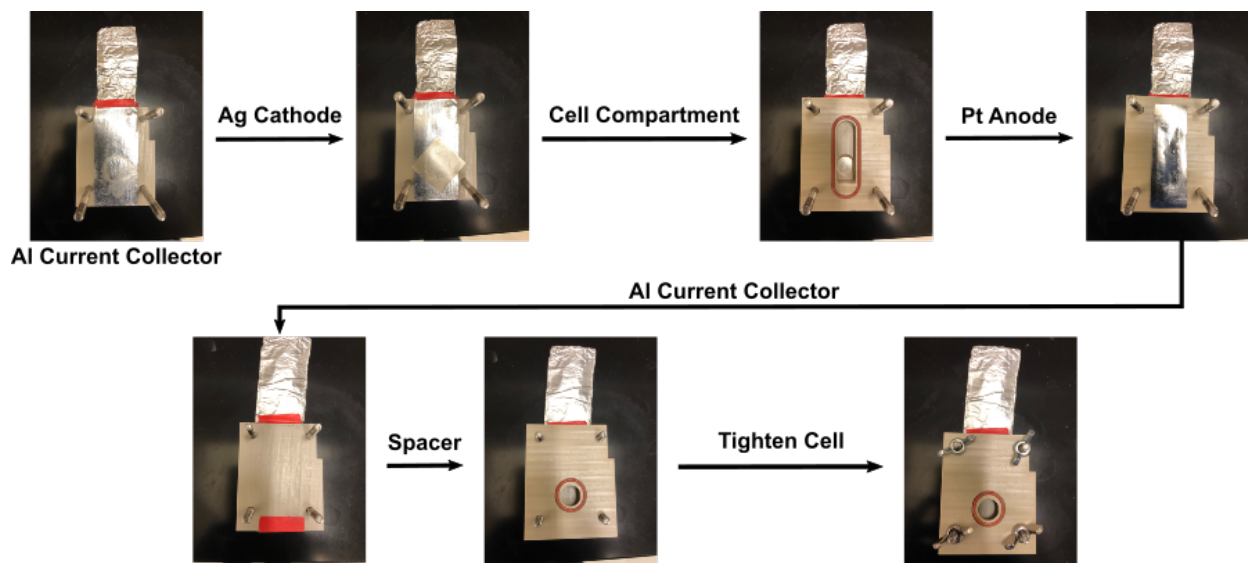 Ag Cathode
Cell Compartment
Pt Anode
Al Current Collector
Al Current Collector
Spacer
Tighten Cell